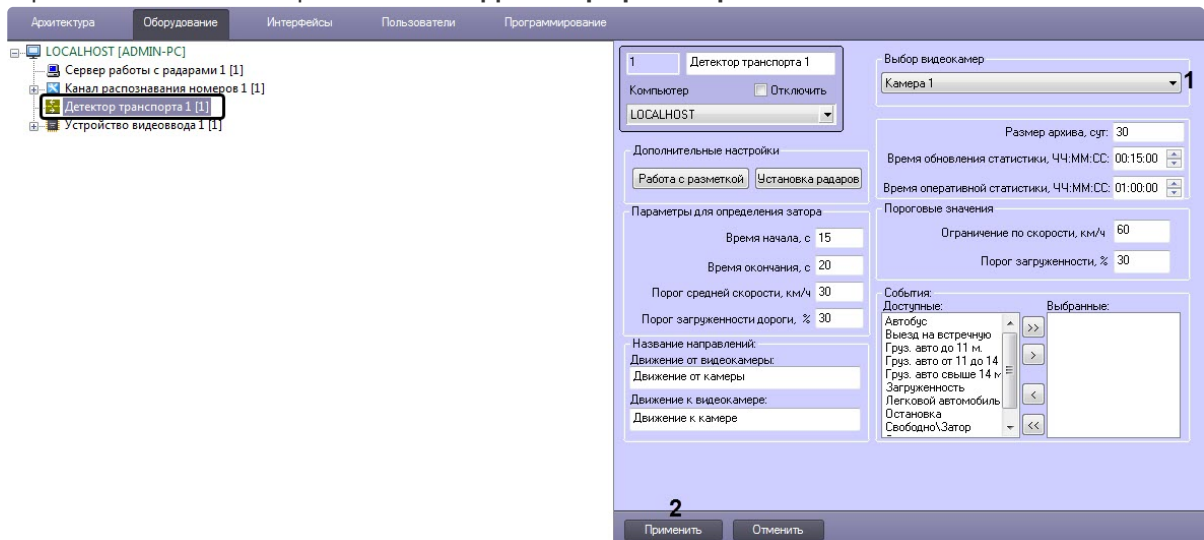 Архитектура Оборудование Интерфейсы Пользователи Программирование
LOCALHOST [ADMIN-PC]
Сервер работы с радарами 1 [1]
Канал распознавания номеров 1 [1]
Детектор транспорта 1 [1]
Устройство видеоввода 1 [1]
1 Детектор транспорта 1
Компьютер Отключить
LOCALHOST
Дополнительные настройки
Работа с разметкой Установка радаров
Параметры для определения затора
Время начала, с 15
Время окончания, с 20
Порог средней скорости, км/ч 30
Порог загруженности дороги, % 30
Название направлений:
Движение от видеокамеры:
Движение от камеры
Движение к видеокамере:
Движение к камере
Выбор видеокамер
Камера 1 1
Размер архива, сут: 30
Время обновления статистики, ЧЧ:ММ:СС: 00:15:00
Время оперативной статистики, ЧЧ:ММ:СС: 01:00:00
Пороговые значения
Ограничение по скорости, км/ч 60
Порог загруженности, % 30
События:
Доступные: Выбранные:
Автобус
Выезд на встречную
Груз. авто до 11 м.
Груз. авто от 11 до 14
Груз. авто свыше 14 м
Загруженность
Легковой автомобиль
Остановка
Свободно\Затор
>>
>
<
<<
2
Применить Отменить